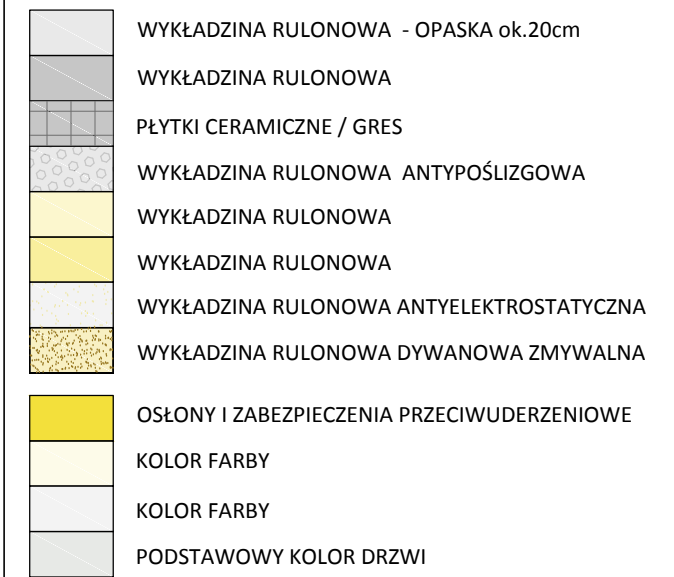 WYKŁADZINA RULONOWA - OPASKA ok.20cm
WYKŁADZINA RULONOWA
PŁYTKI CERAMICZNE / GRES
WYKŁADZINA RULONOWA ANTYPOŚLIZGOWA
WYKŁADZINA RULONOWA
WYKŁADZINA RULONOWA
WYKŁADZINA RULONOWA ANTYELEKTROSTATYCZNA
WYKŁADZINA RULONOWA DYWANOWA ZMYWALNA
OSŁONY I ZABEZPIECZENIA PRZECIWUDERZENIOWE
KOLOR FARBY
KOLOR FARBY
PODSTAWOWY KOLOR DRZWI